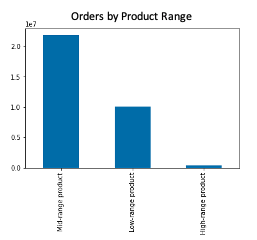 Orders by Product Range
1e7
2.0
1.5
1.0
0.5
0.0
Mid-range product
Low-range product
High-range product